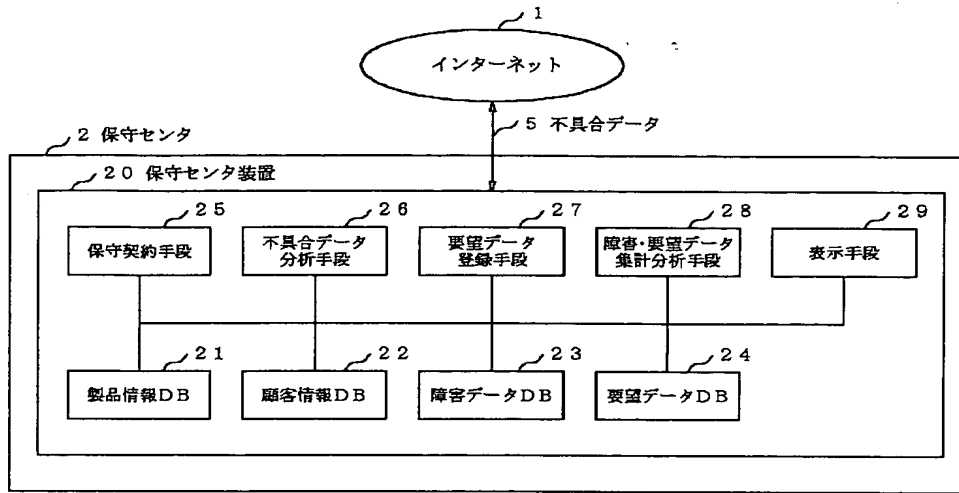 1
インターネット
5 不具合データ
2 保守センタ
20 保守センタ装置
25
26
27
28
29
保守契約手段
不具合データ
分析手段
要望データ
登録手段
障害・要望データ
集計分析手段
表示手段
21
22
23
24
製品情報DB
顧客情報DB
障害データDB
要望データDB